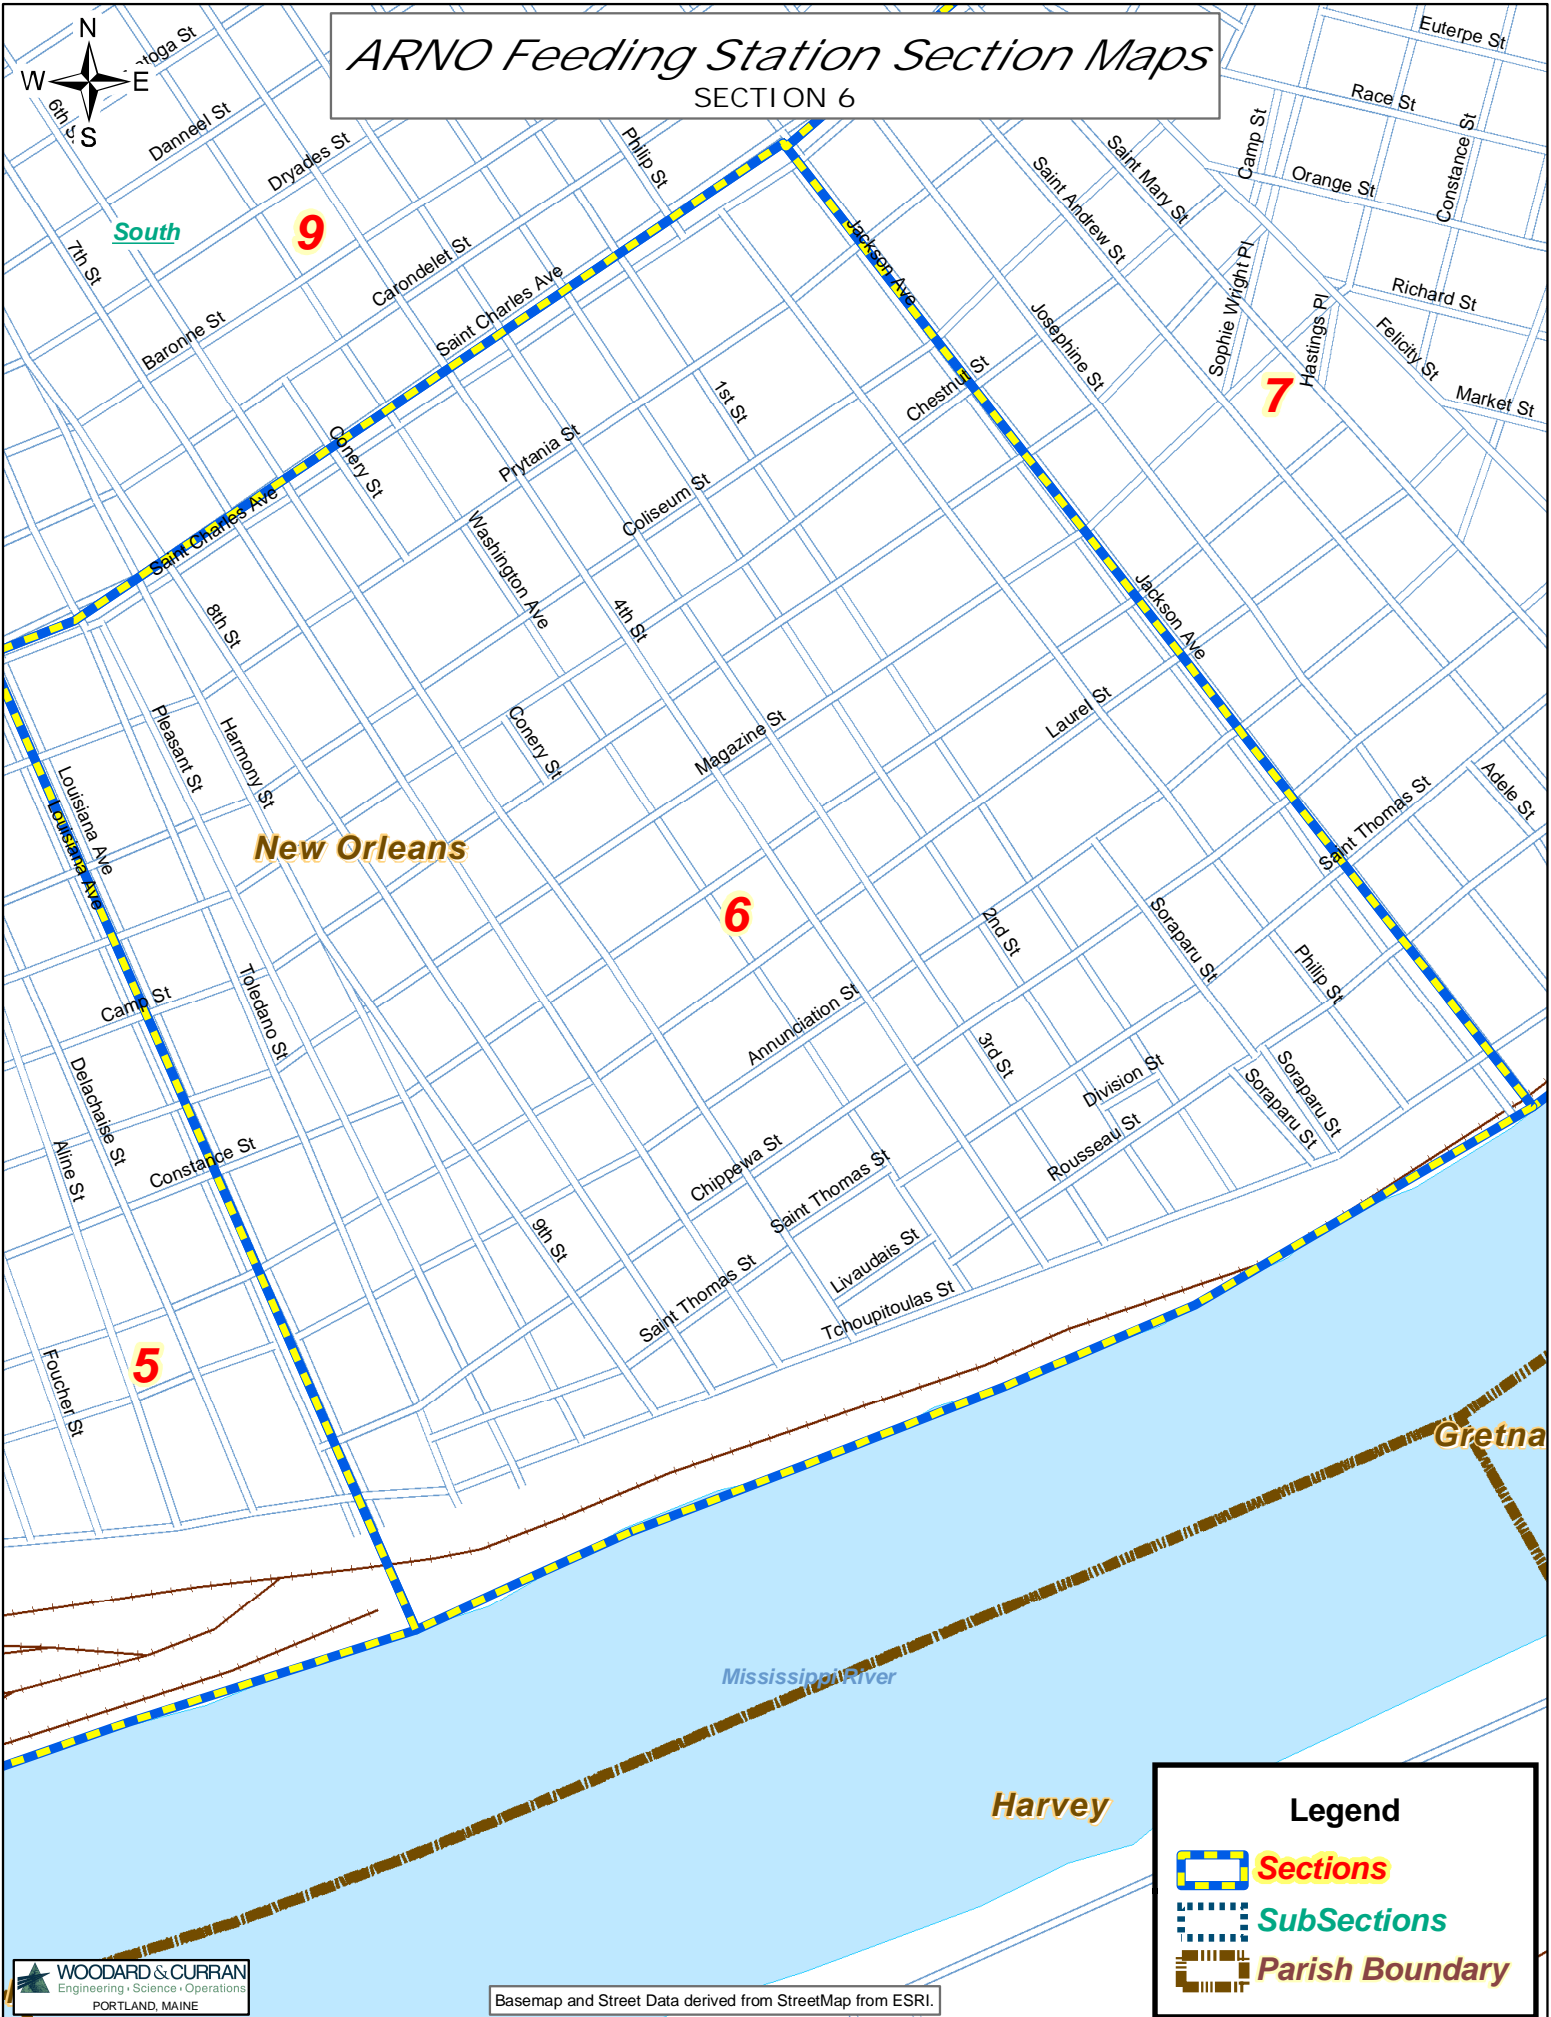 ARNO Feeding Station Section Maps
SECTION 6
N
W
E
S
Euterpe St
Race St
Camp St
Constance St
Orange St
Saint Mary St
Saint Andrew St
Philip St
6th
Danneel St
Dryades St
South
9
7th St
Carondelet St
Saint Charles Ave
Baronne St
Jackson Ave
Josephine St
Sophie Wright Pl
Hastings Pl
Richard St
Felicity St
Market St
7
Chestnut St
1st St
Prytania St
Conery St
Coliseum St
Saint Charles Ave
Washington Ave
4th St
8th St
Jackson Ave
Pleasant St
Harmony St
Conery St
Magazine St
Laurel St
Louisiana Ave
Louisiana Ave
New Orleans
Adele St
Saint Thomas St
6
2nd St
Soraparu St
Philip St
Camp St
Toledano St
Annunciation St
3rd St
Division St
Soraparu St
Soraparu St
Delachaise St
Aline St
Constance St
Chippewa St
Rousseau St
Saint Thomas St
9th St
Livaudais St
Saint Thomas St
Tchoupitoulas St
5
Foucher St
Gretna
Mississippi River
Harvey
Legend
Sections
SubSections
Parish Boundary
WOODARD & CURRAN
Engineering · Science · Operations
PORTLAND, MAINE
Basemap and Street Data derived from StreetMap from ESRI.